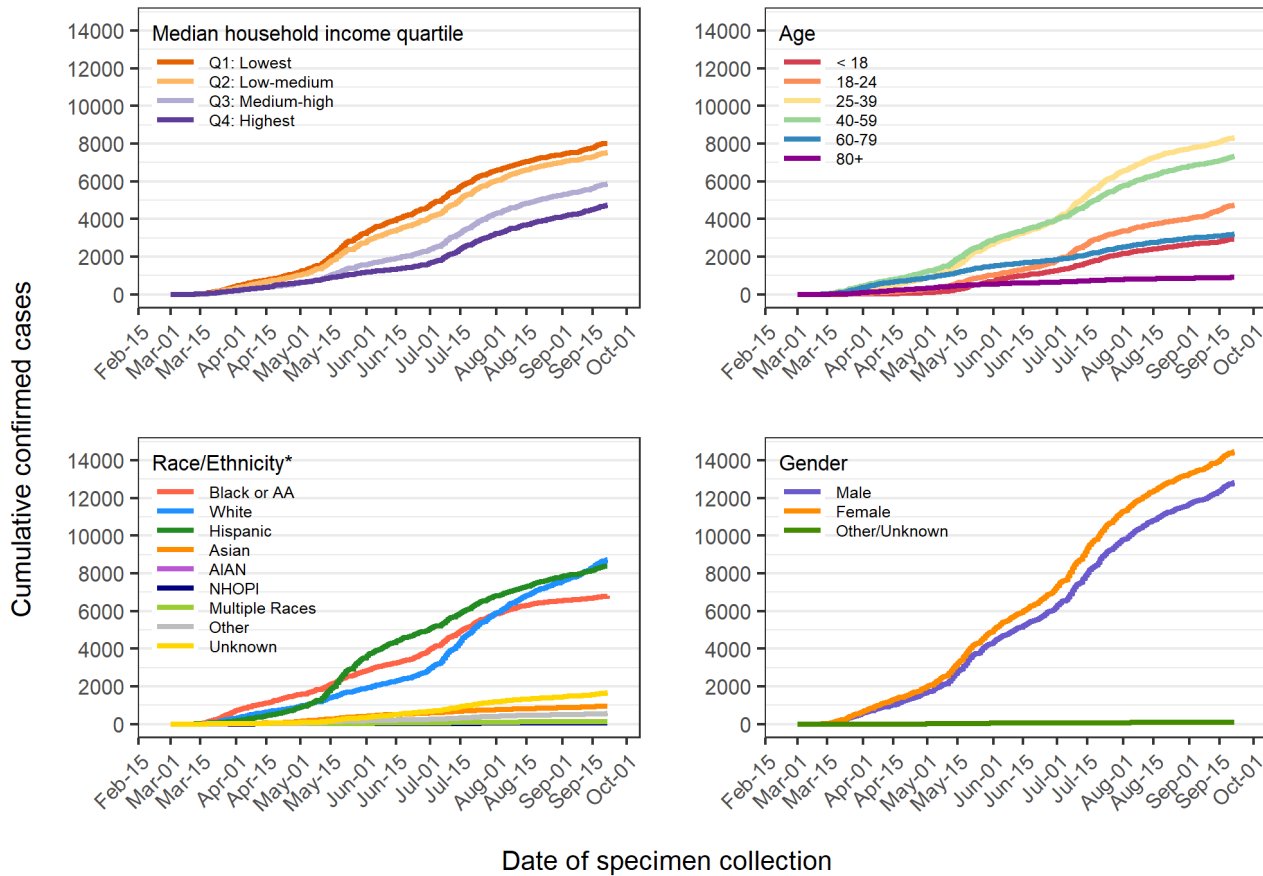 Cumulative confirmed cases
Median household income quartile
Q1: Lowest
Q2: Low-medium
Q3: Medium-high
Q4: Highest
14000
12000
10000
8000
6000
4000
2000
0
Feb-15
Mar-01
Mar-15
Apr-01
Apr-15
May-01
May-15
Jun-01
Jun-15
Jul-01
Jul-15
Aug-01
Aug-15
Sep-01
Sep-15
Oct-01
Age
< 18
18-24
25-39
40-59
60-79
80+
14000
12000
10000
8000
6000
4000
2000
0
Feb-15
Mar-01
Mar-15
Apr-01
Apr-15
May-01
May-15
Jun-01
Jun-15
Jul-01
Jul-15
Aug-01
Aug-15
Sep-01
Sep-15
Oct-01
Race/Ethnicity*
Black or AA
White
Hispanic
Asian
AIAN
NHOPI
Multiple Races
Other
Unknown
14000
12000
10000
8000
6000
4000
2000
0
Feb-15
Mar-01
Mar-15
Apr-01
Apr-15
May-01
May-15
Jun-01
Jun-15
Jul-01
Jul-15
Aug-01
Aug-15
Sep-01
Sep-15
Oct-01
Gender
Male
Female
Other/Unknown
14000
12000
10000
8000
6000
4000
2000
0
Feb-15
Mar-01
Mar-15
Apr-01
Apr-15
May-01
May-15
Jun-01
Jun-15
Jul-01
Jul-15
Aug-01
Aug-15
Sep-01
Sep-15
Oct-01
Date of specimen collection